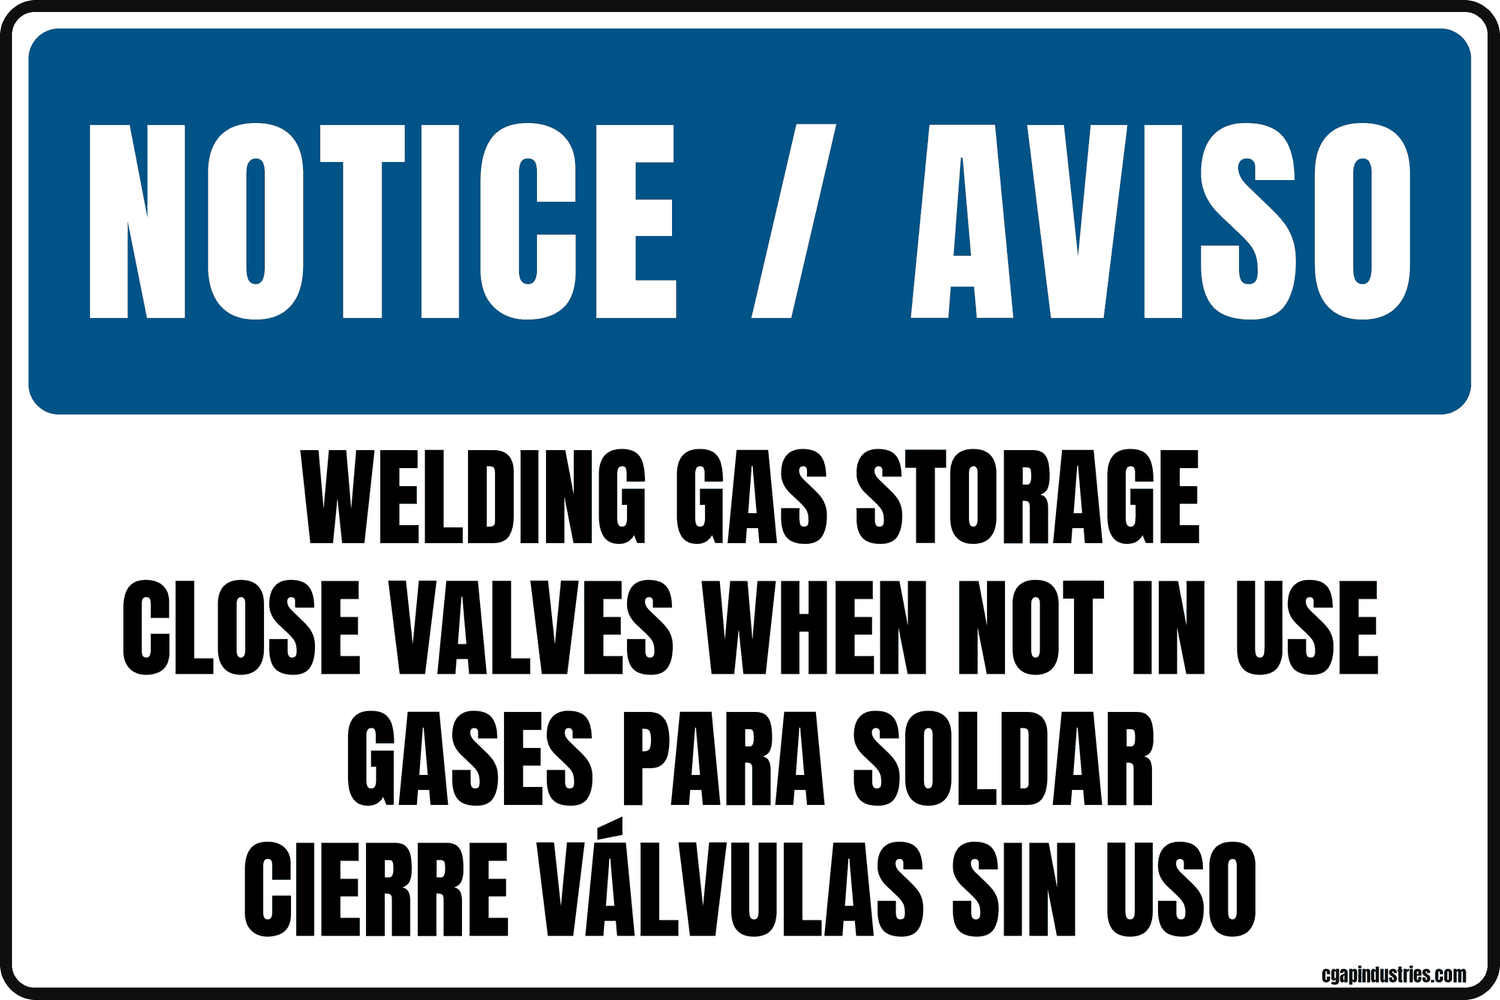 NOTICE / AVISO
WELDING GAS STORAGE
CLOSE VALVES WHEN NOT IN USE
GASES PARA SOLDAR
CIERRE VÁLVULAS SIN USO
cgapindustries.com